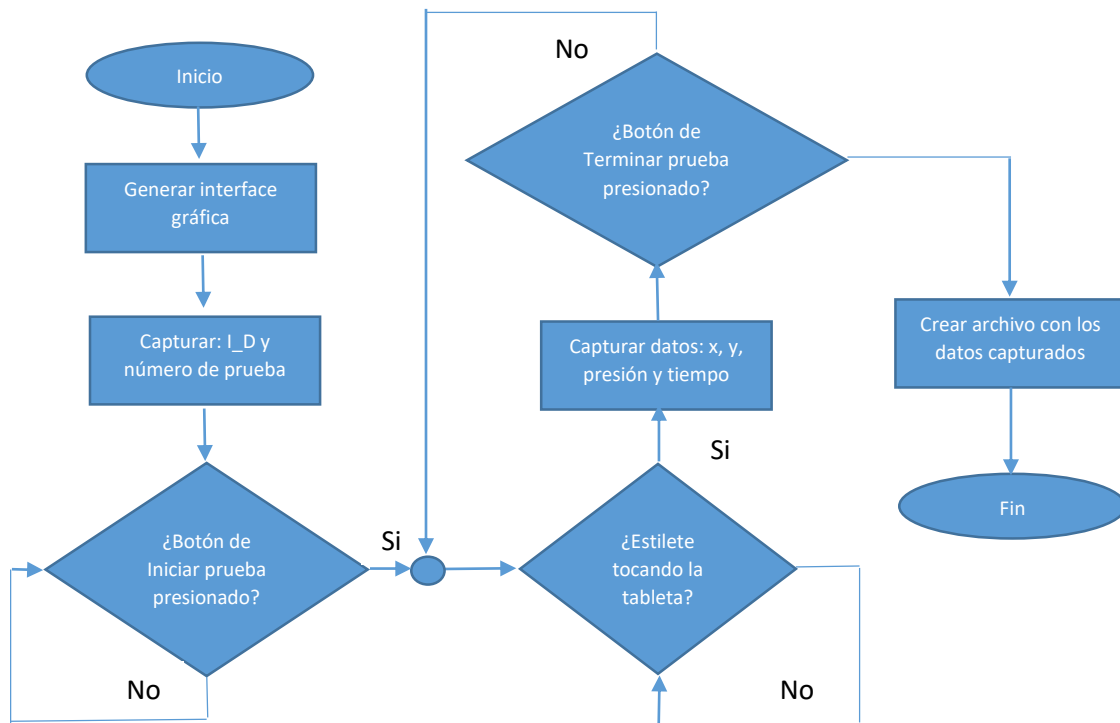 Inicio
Generar interface
gráfica
Capturar: I_D y
número de prueba
¿Botón de
Iniciar prueba
presionado?
No
Si
¿Estilete
tocando la
tableta?
No
Si
Capturar datos: x, y,
presión y tiempo
¿Botón de
Terminar prueba
presionado?
No
Crear archivo con los
datos capturados
Fin